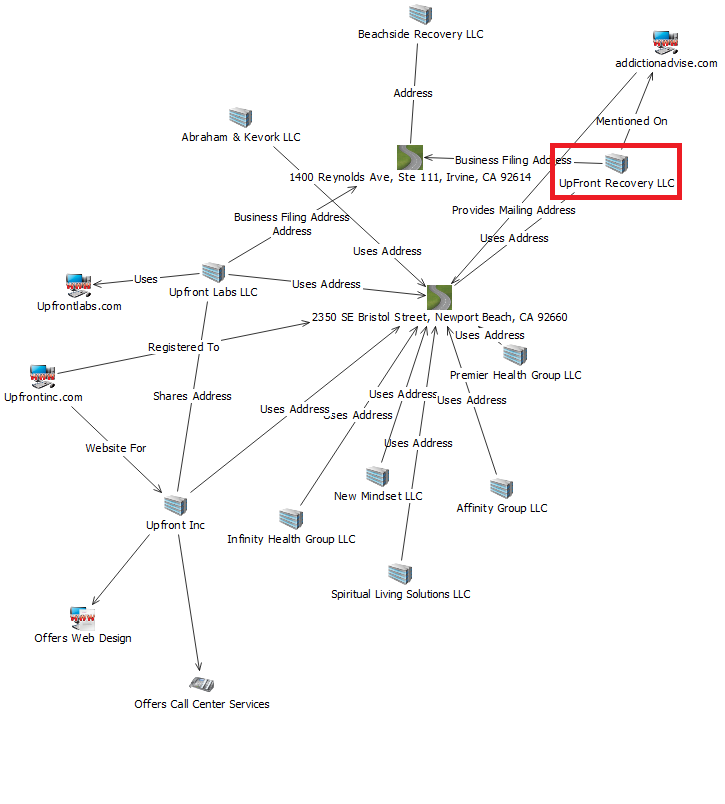 Beachside Recovery LLC
addictionadvise.com
Address
Mentioned On
Abraham & Kevork LLC
Business Filing Address
1400 Reynolds Ave, Ste 111, Irvine, CA 92614
UpFront Recovery LLC
Provides Mailing Address
Business Filing Address
Address
Uses Address
Uses Address
Uses
Uses Address
Upfront Labs LLC
Upfrontlabs.com
2350 SE Bristol Street, Newport Beach, CA 92660
Uses Address
Registered To
Premier Health Group LLC
Upfrontinc.com
Shares Address
Uses Address
Uses Address
Uses Address
Uses Address
Uses Address
Website For
New Mindset LLC
Affinity Group LLC
Upfront Inc
Infinity Health Group LLC
Spiritual Living Solutions LLC
Offers Web Design
Offers Call Center Services